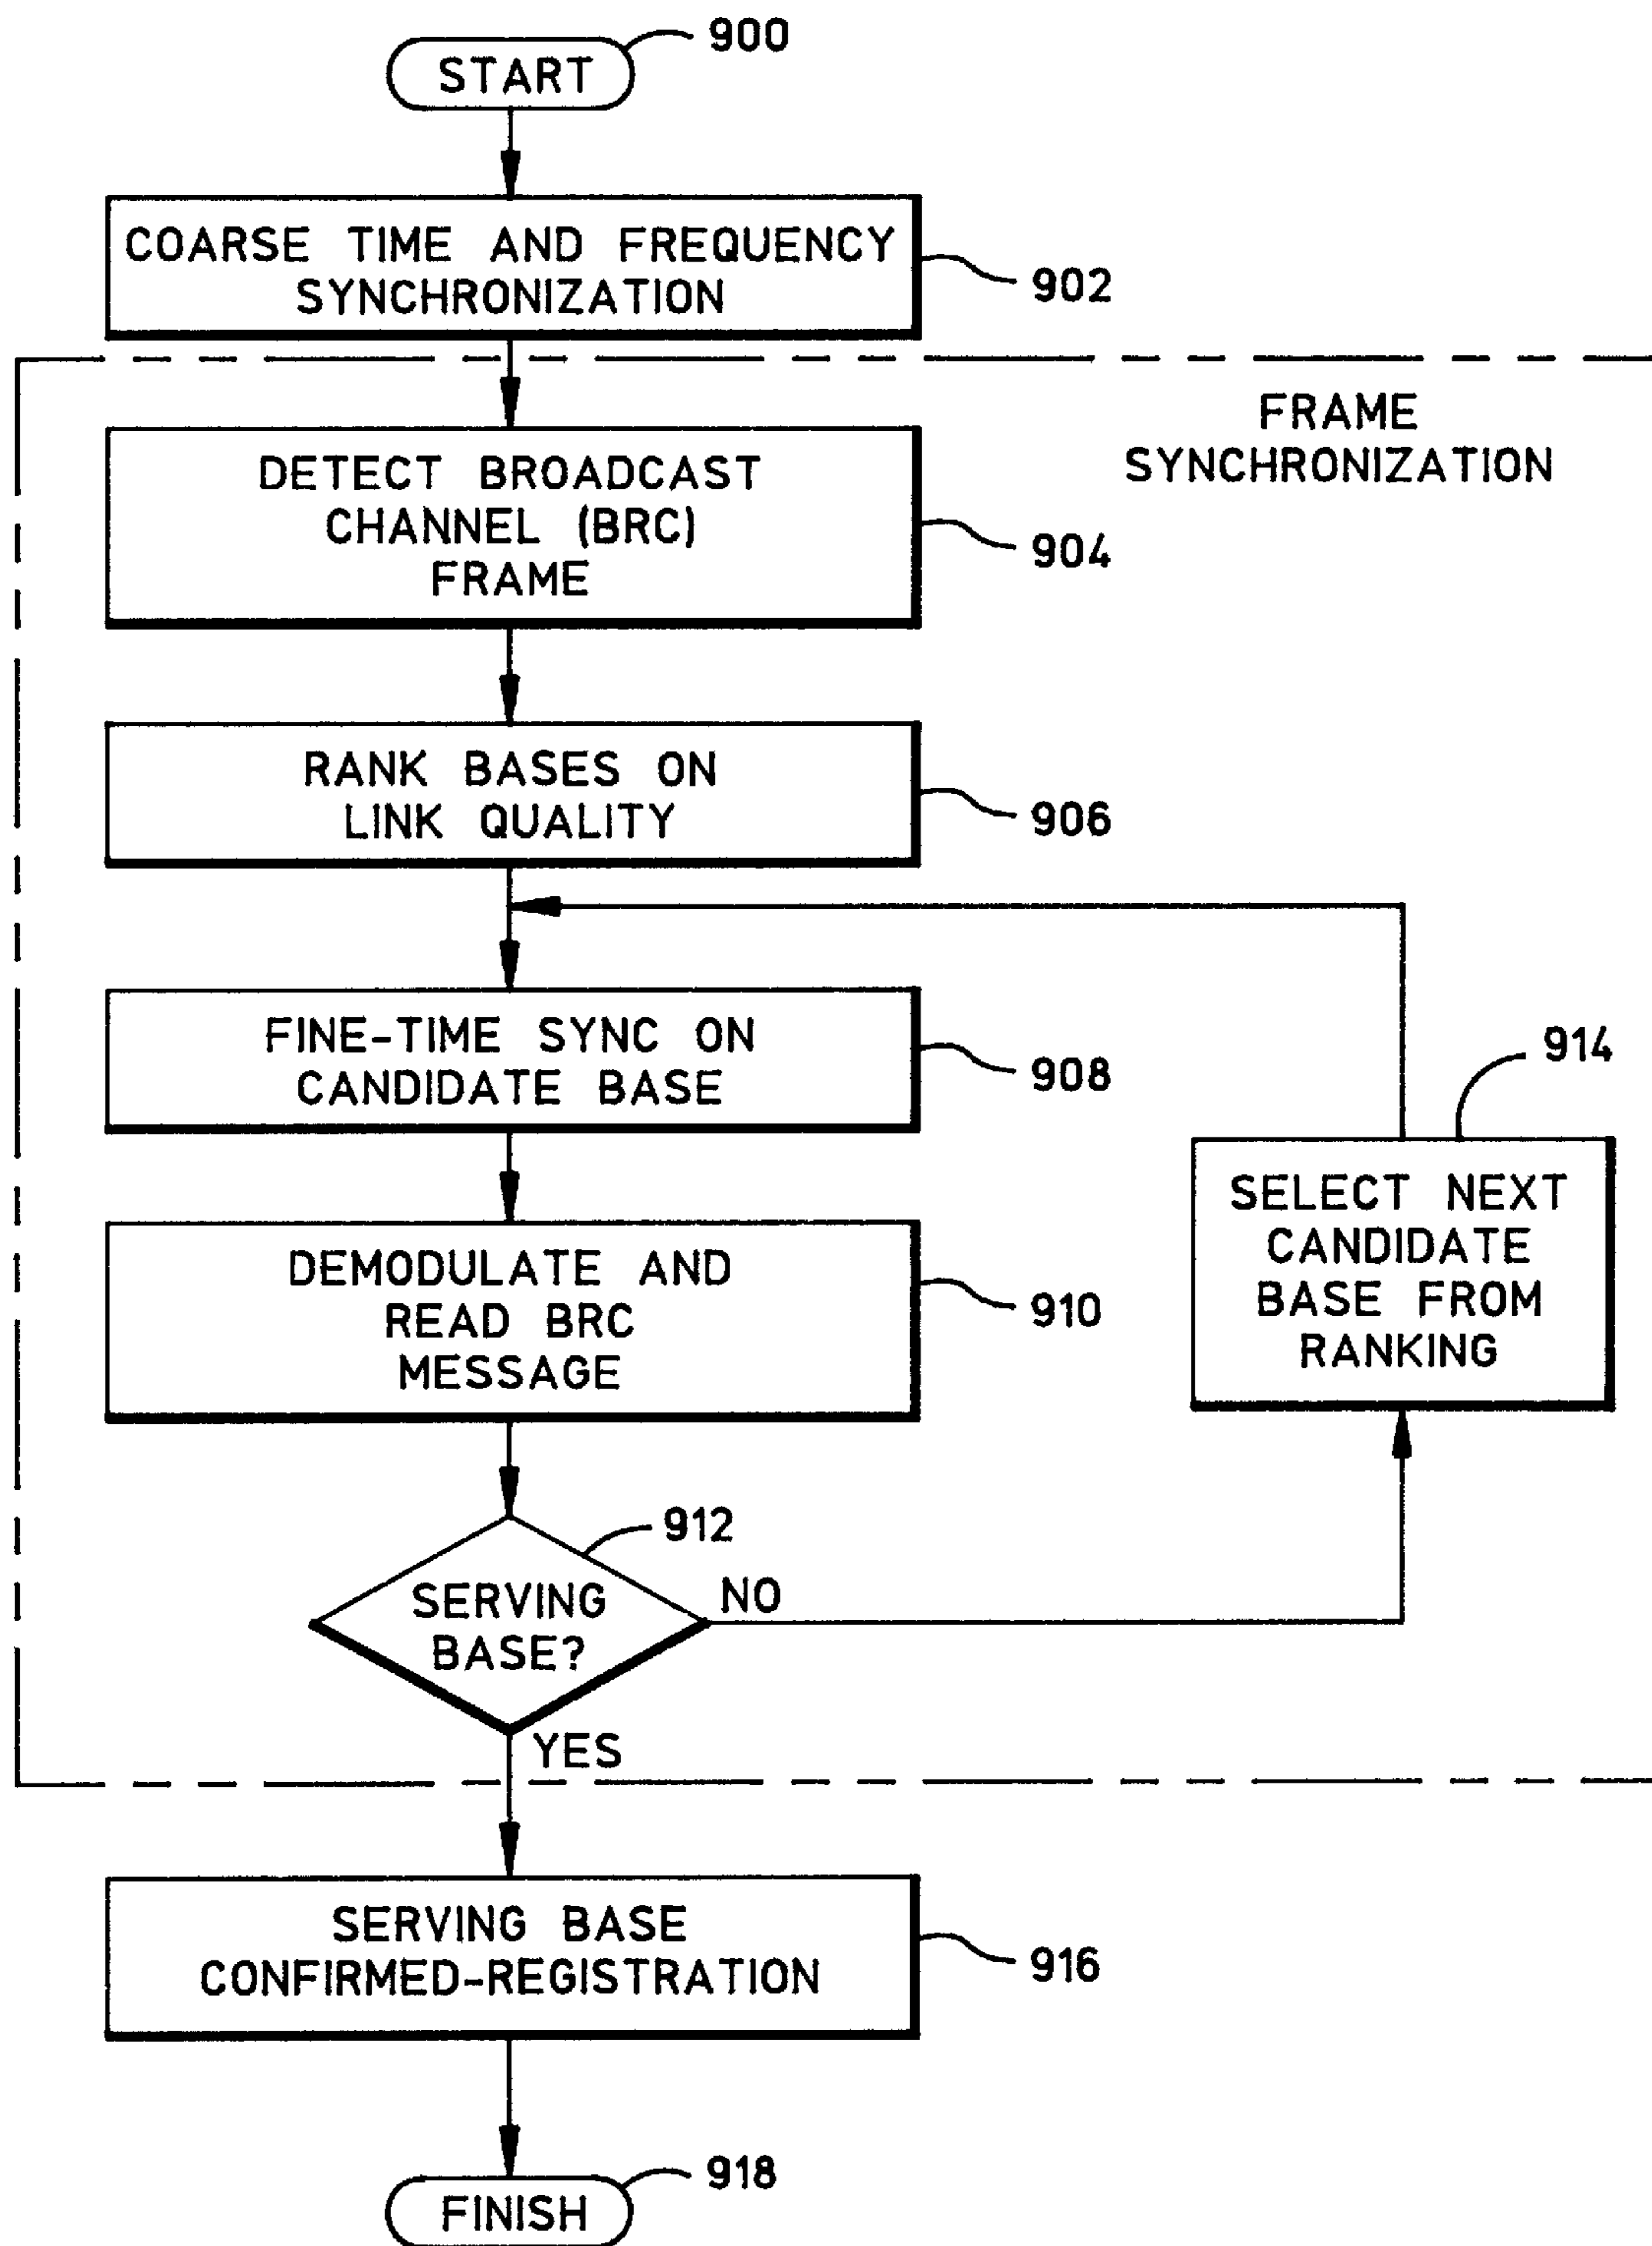 900
START
COARSE TIME AND FREQUENCY
SYNCHRONIZATION
902
FRAME
SYNCHRONIZATION
DETECT BROADCAST
CHANNEL (BRC)
FRAME
904
RANK BASES ON
LINK QUALITY
906
FINE-TIME SYNC ON
CANDIDATE BASE
908
914
SELECT NEXT
CANDIDATE
BASE FROM
RANKING
DEMODULATE AND
READ BRC
MESSAGE
910
912
SERVING
BASE?
NO
YES
SERVING BASE
CONFIRMED-REGISTRATION
916
918
FINISH